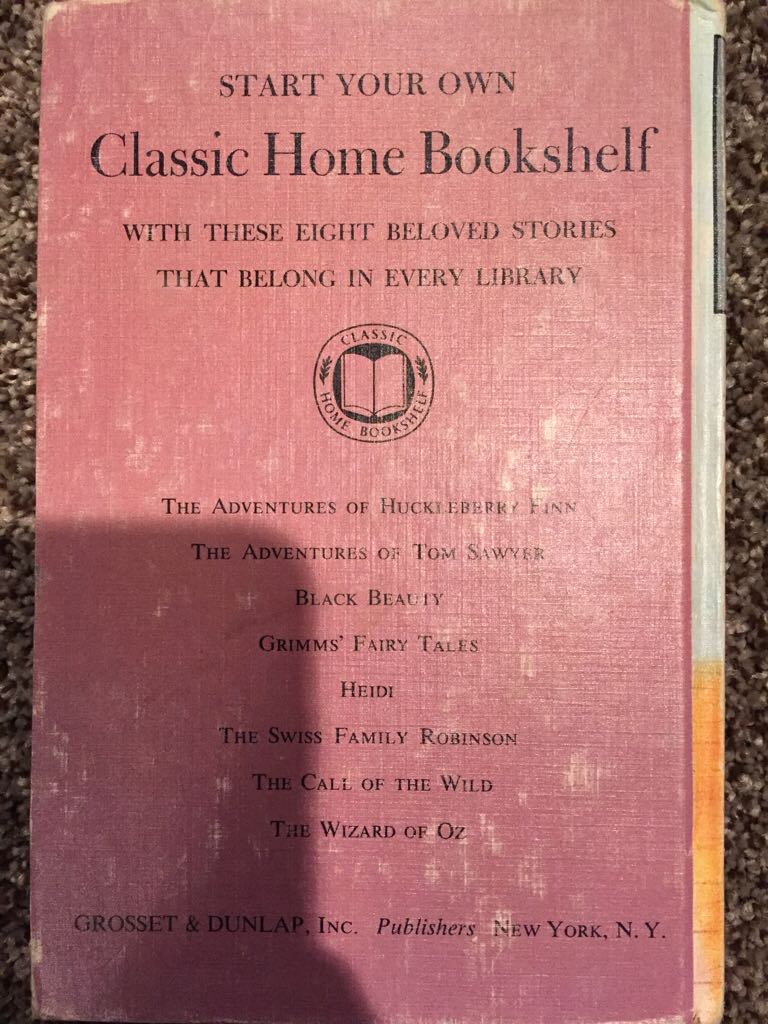 START YOUR OWN
Classic Home Bookshelf
WITH THESE EIGHT BELOVED STORIES
THAT BELONG IN EVERY LIBRARY
CLASSIC
HOME BOOKSHELF
THE ADVENTURES OF HUCKLEBERRY FINN
THE ADVENTURES OF TOM SAWYER
BLACK BEAUTY
GRIMMS' FAIRY TALES
HEIDI
THE SWISS FAMILY ROBINSON
THE CALL OF THE WILD
THE WIZARD OF OZ
GROSSET & DUNLAP, INC. Publishers NEW YORK, N. Y.